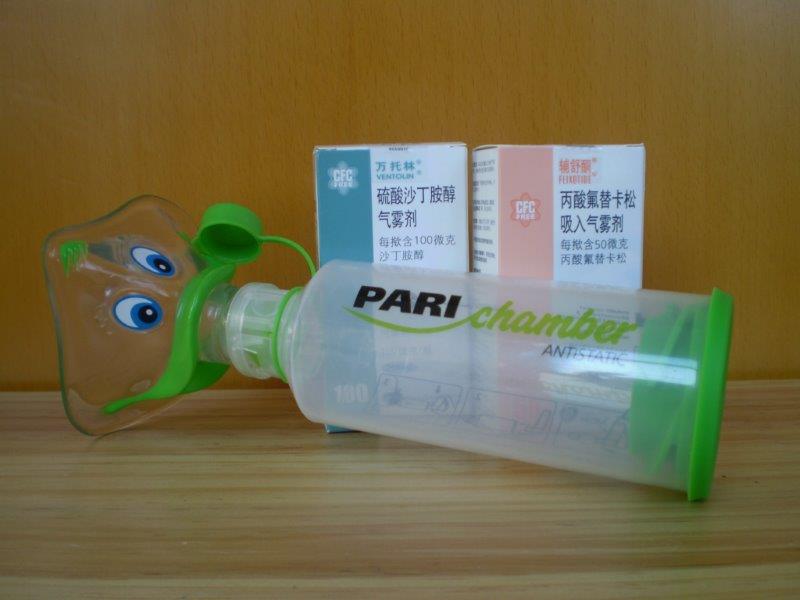 CFC
FREE
万托林®
VENTOLIN®
硫酸沙丁胺醇
气雾剂
每揿含100微克
沙丁胺醇
CFC
FREE
辅舒酮®
FLIXOTIDE®
丙酸氟替卡松
吸入气雾剂
每揿含50微克
丙酸氟替卡松
PARI chamber
ANTISTATIC